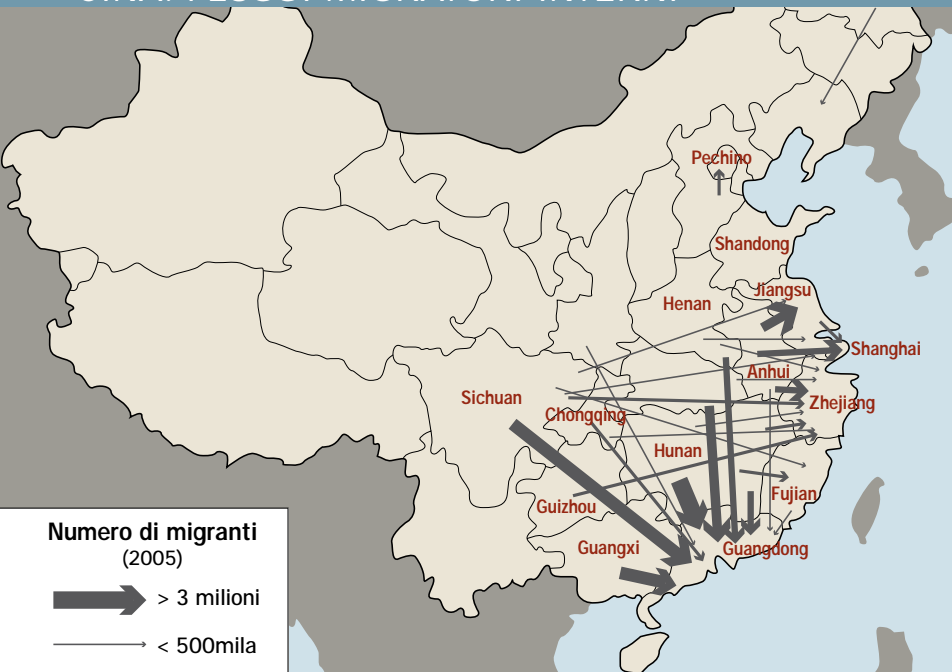 Pechino
Shandong
Jiangsu
Henan
Shanghai
Anhui
Sichuan
Zhejiang
Chongqing
Hunan
Fujian
Guizhou
Guangxi
Guangdong
Numero di migranti
(2005)
> 3 milioni
< 500mila